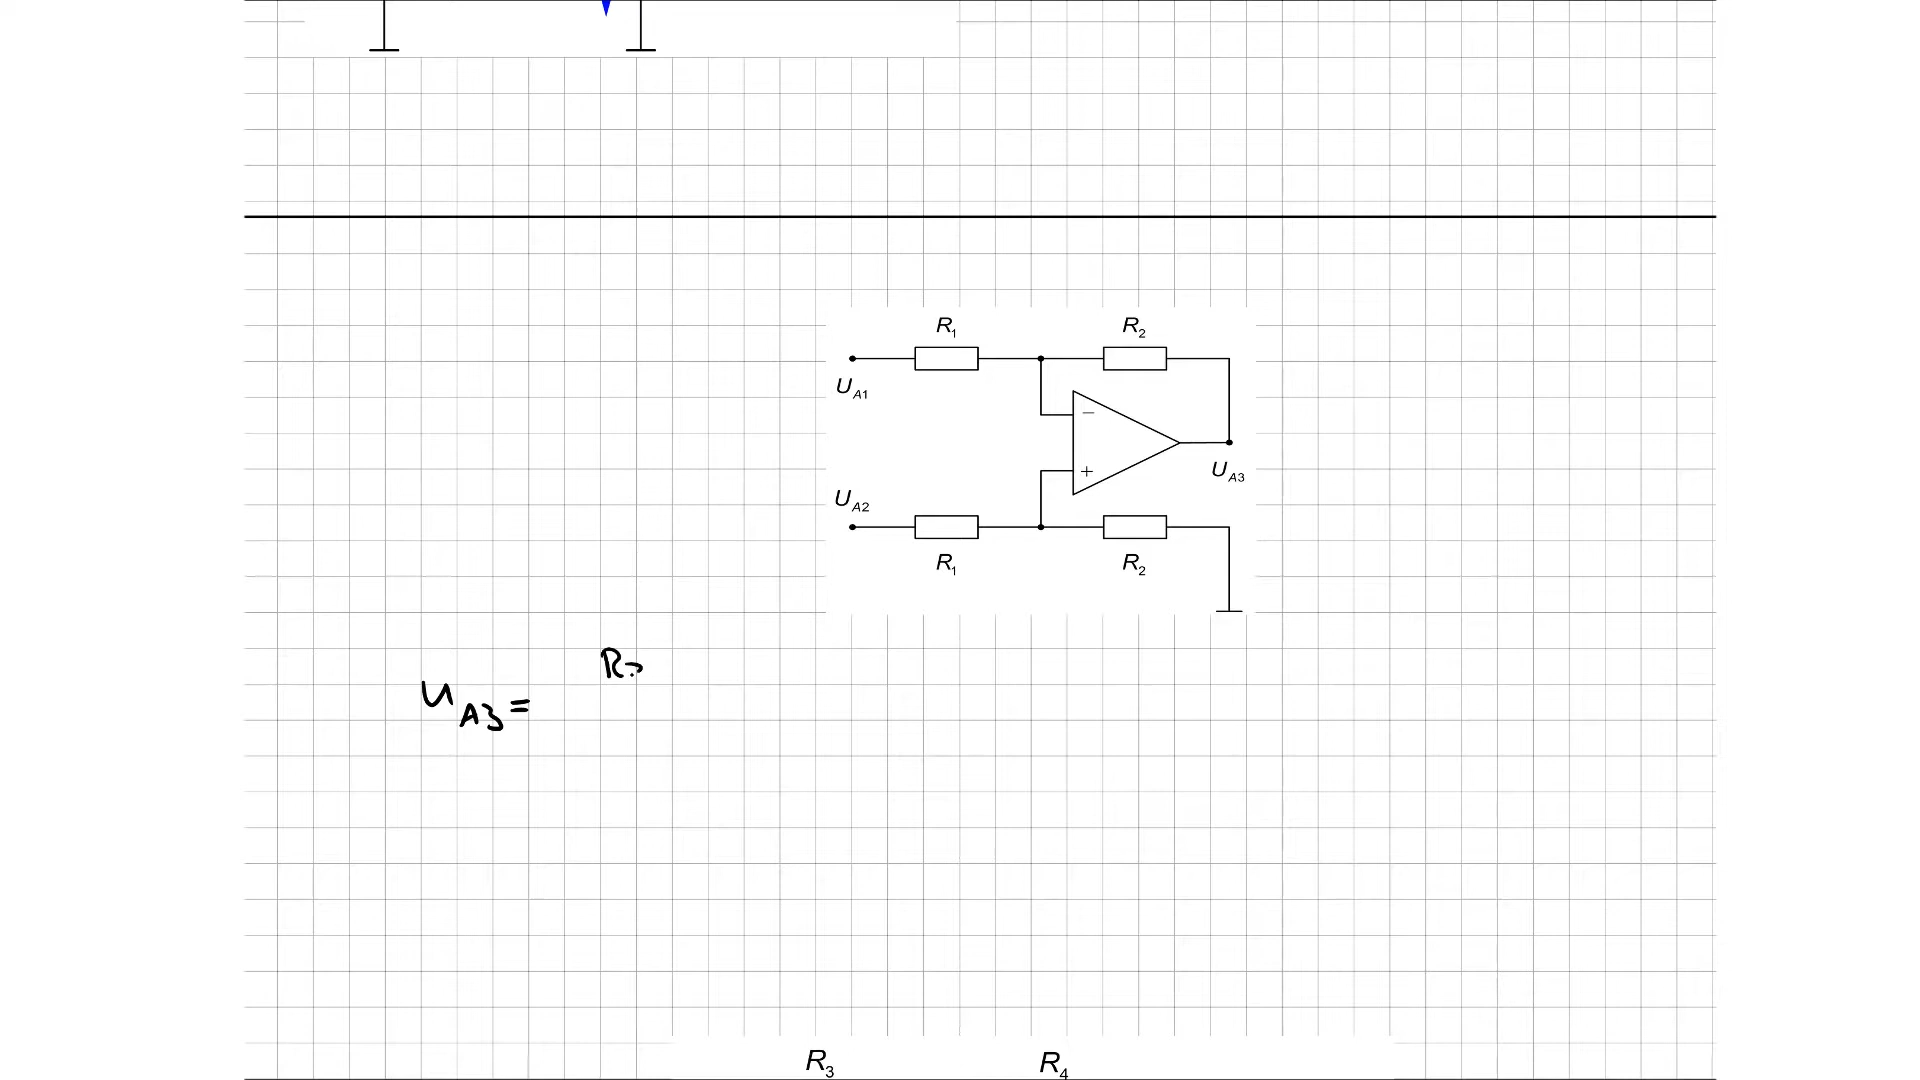 R1 R2
UA1
−
+
UA3
UA2
R1 R2
UA3 =
R3 R4